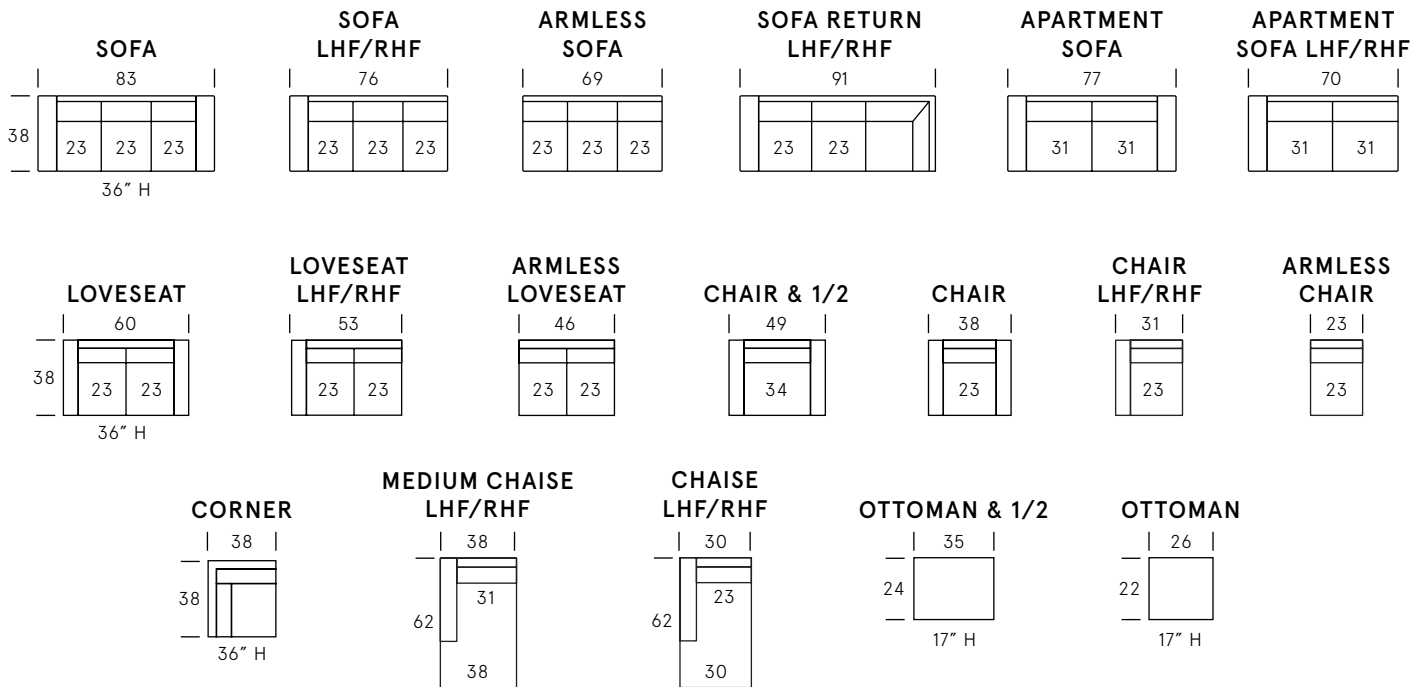 SOFA
83
38
23 23 23
36” H
SOFA
LHF/RHF
76
23 23 23
ARMLESS
SOFA
69
23 23 23
SOFA RETURN
LHF/RHF
91
23 23
APARTMENT
SOFA
77
31 31
APARTMENT
SOFA LHF/RHF
70
31 31
LOVESEAT
60
38
23 23
36” H
LOVESEAT
LHF/RHF
53
23 23
ARMLESS
LOVESEAT
46
23 23
CHAIR & 1/2
49
34
CHAIR
38
23
CHAIR
LHF/RHF
31
23
ARMLESS
CHAIR
23
23
CORNER
38
38
36” H
MEDIUM CHAISE
LHF/RHF
38
31
62
38
CHAISE
LHF/RHF
30
23
62
30
OTTOMAN & 1/2
35
24
17” H
OTTOMAN
26
22
17” H